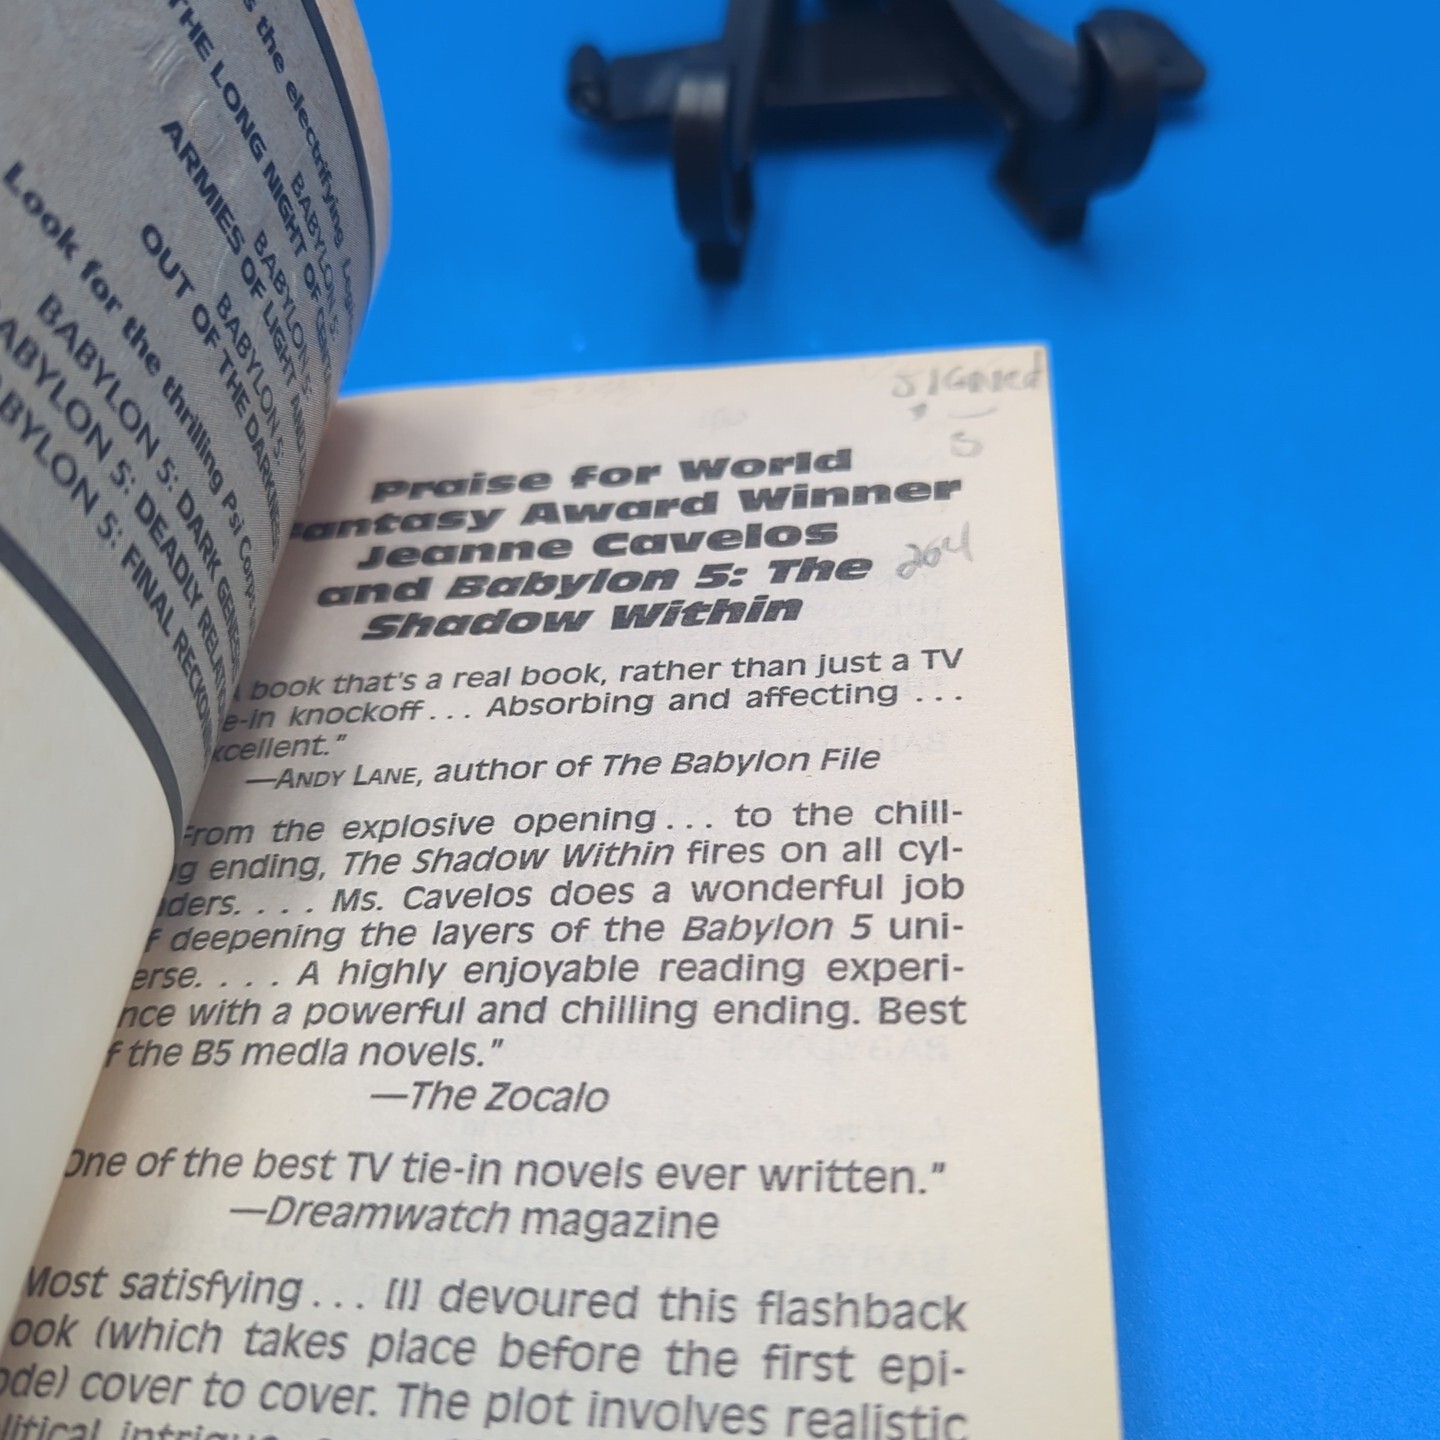 s the electrifying
BABYLON 5:
THE LONG NIGHT OF
BABYLON 5:
ARMIES OF LIGHT AND
BABYLON 5:
OUT OF THE DARKNESS
Look for the thrilling Psi Corps
BABYLON 5: DARK GENESIS
BABYLON 5: DEADLY RELATI
BYLON 5: FINAL RECKON
SIGNed
5
Praise for World
Fantasy Award Winner
Jeanne Cavelos
and Babylon 5: The
Shadow Within
264
A book that's a real book, rather than just a TV
e-in knockoff... Absorbing and affecting ...
xcellent."
—ANDY LANE, author of The Babylon File
From the explosive opening... to the chill-
g ending, The Shadow Within fires on all cyl-
ders.... Ms. Cavelos does a wonderful job
f deepening the layers of the Babylon 5 uni-
erse.... A highly enjoyable reading experi-
nce with a powerful and chilling ending. Best
f the B5 media novels."
—The Zocalo
One of the best TV tie-in novels ever written."
—Dreamwatch magazine
Most satisfying... [I] devoured this flashback
ook (which takes place before the first epi-
ode) cover to cover. The plot involves realistic
litical intrigue